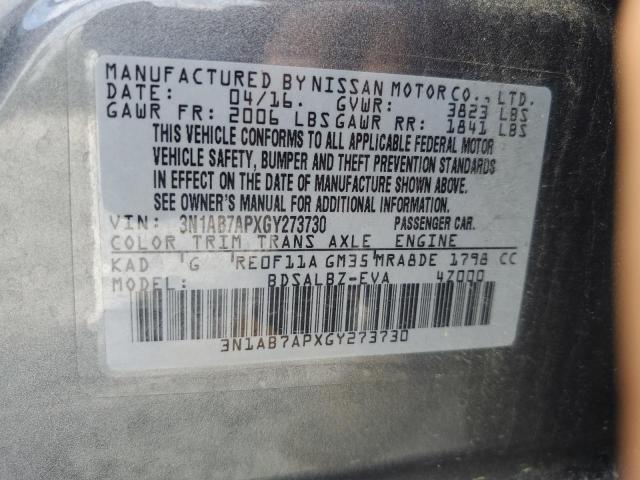 MANUFACTURED BY NISSAN MOTOR CO., LTD.
DATE: 04/16. GVWR: 3823 LBS
GAWR FR: 2006 LBS GAWR RR: 1841 LBS
THIS VEHICLE CONFORMS TO ALL APPLICABLE FEDERAL MOTOR
VEHICLE SAFETY, BUMPER AND THEFT PREVENTION STANDARDS
IN EFFECT ON THE DATE OF MANUFACTURE SHOWN ABOVE.
SEE OWNER'S MANUAL FOR ADDITIONAL INFORMATION.
VIN: 3N1AB7APXGY273730 PASSENGER CAR.
COLOR TRIM TRANS AXLE ENGINE
KAD 'G 'RE0F11A GM35'MRA8DE 1798 CC
MODEL: BDSALBZ-EVA 4Z000
3N1AB7APXGY273730